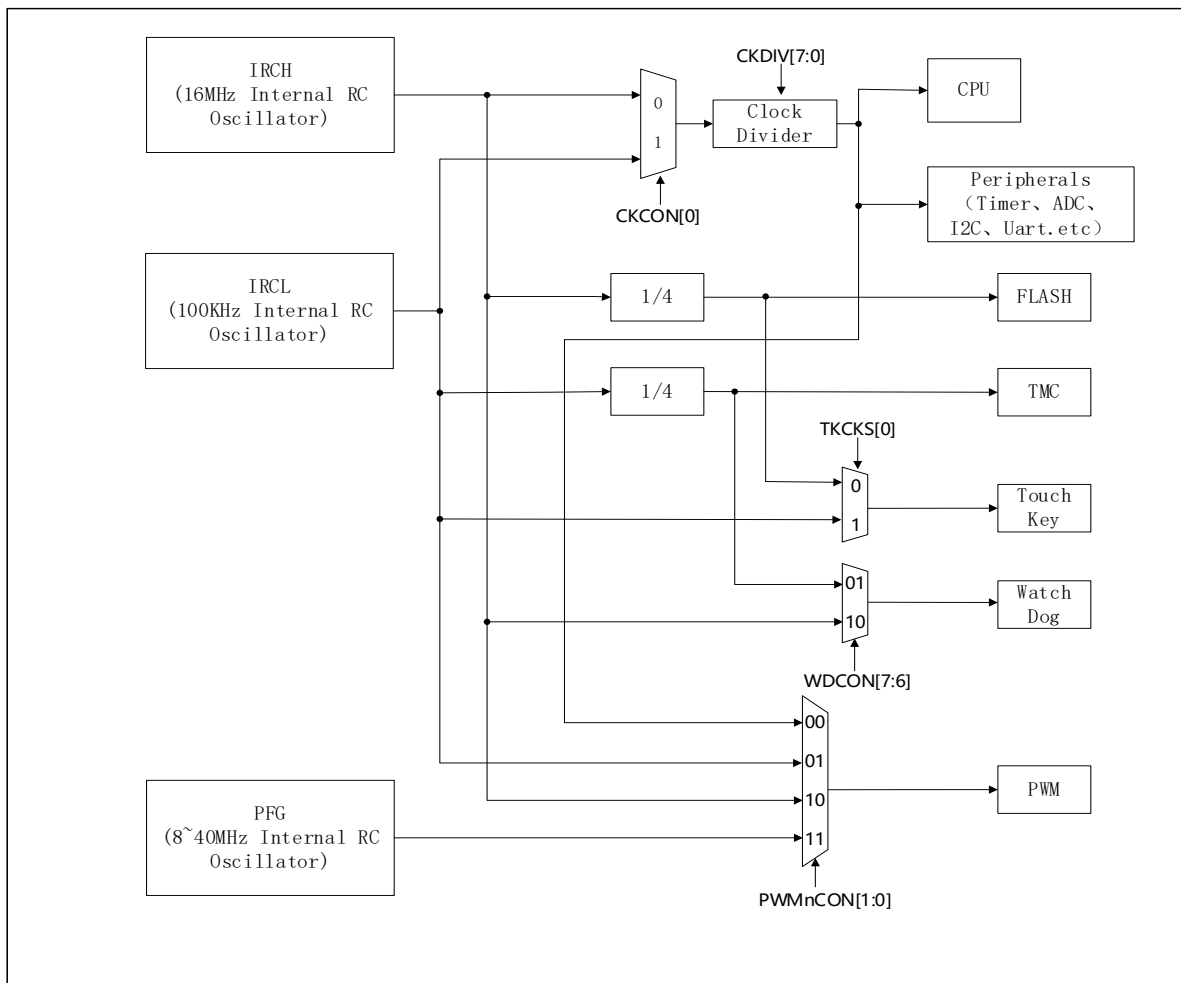 IRCH
(16MHz Internal RC
Oscillator)
CKDIV[7:0]
0
1
CKCON[0]
Clock
Divider
CPU
Peripherals
（Timer、ADC、
I2C、Uart.etc）
IRCL
(100KHz Internal RC
Oscillator)
1/4
FLASH
1/4
TMC
TKCKS[0]
0
1
Touch
Key
01
10
WDCON[7:6]
Watch
Dog
00
01
10
11
PWMnCON[1:0]
PWM
PFG
(8~40MHz Internal RC
Oscillator)